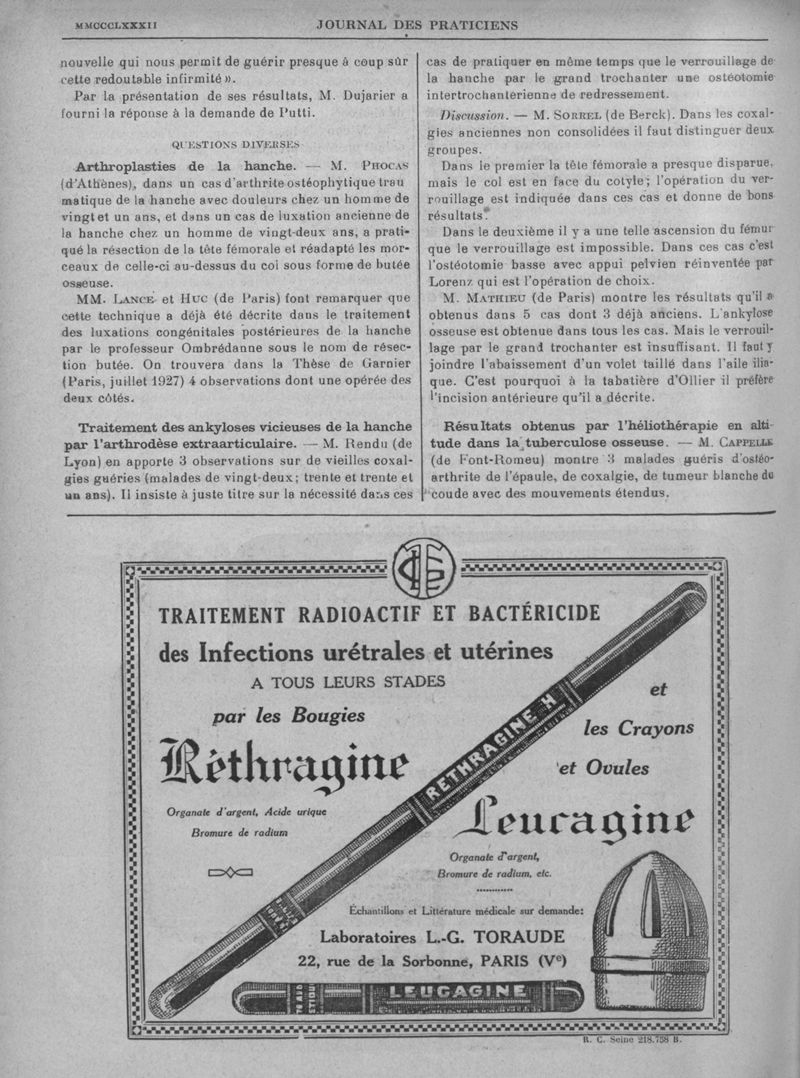 MMCCCLXXXII
JOURNAL DES PRATICIENS
nouvelle qui nous permit de guérir presque à coup sûr
cette redoutable infirmité ».
Par la présentation de ses résultats, M. Dujarier a
fourni la réponse à la demande de Putti.
QUESTIONS DIVERSES
Arthroplasties de la hanche. — M. PHOCAS
(d'Athènes), dans un cas d'arthrite ostéophytique trau
matique de la hanche avec douleurs chez un homme de
vingt et un ans, et dans un cas de luxation ancienne de
la hanche chez un homme de vingt-deux ans, a prati-
qué la résection de la tête fémorale et réadapté les mor-
ceaux de celle-ci au-dessus du col sous forme de butée
osseuse.
MM. LANCE et HUC (de Paris) font remarquer que
cette technique a déjà été décrite dans le traitement
des luxations congénitales postérieures de la hanche
par le professeur Ombrédanne sous le nom de résec-
tion butée. On trouvera dans la Thèse de Garnier
(Paris, juillet 1927) 4 observations dont une opérée des
deux côtés.
Traitement des ankyloses vicieuses de la hanche
par l'arthrodèse extraarticulaire. — M. Rendu (de
Lyon) en apporte 3 observations sur de vieilles coxal-
gies guéries (malades de vingt-deux; trente et trente et
un ans). Il insiste à juste titre sur la nécessité dans ces
cas de pratiquer en même temps que le verrouillage de
la hanche par le grand trochanter une ostéotomie
intertrochantérienne de redressement.
Discussion. — M. SORREL (de Berck). Dans les coxal-
gies anciennes non consolidées il faut distinguer deux
groupes.
Dans le premier la tête fémorale a presque disparue,
mais le col est en face du cotyle; l'opération du ver-
rouillage est indiquée dans ces cas et donne de bons
résultats.
Dans le deuxième il y a une telle ascension du fémur
que le verrouillage est impossible. Dans ces cas c'est
l'ostéotomie basse avec appui pelvien réinventée par
Lorenz qui est l'opération de choix.
M. MATHIEU (de Paris) montre les résultats qu'il a
obtenus dans 5 cas dont 3 déjà anciens. L'ankylose
osseuse est obtenue dans tous les cas. Mais le verrouil-
lage par le grand trochanter est insuffisant. Il faut y
joindre l'abaissement d'un volet taillé dans l'aile ilia-
que. C'est pourquoi à la tabatière d'Ollier il préfère
l'incision antérieure qu'il a décrite.
Résultats obtenus par l'héliothérapie en alti-
tude dans la tuberculose osseuse. — M. CAPPELLE
(de Font-Romeu) montre 3 malades guéris d'ostéo-
arthrite de l'épaule, de coxalgie, de tumeur blanche du
coude avec des mouvements étendus.
TRAITEMENT RADIOACTIF ET BACTÉRICIDE
des Infections urétrales et utérines
A TOUS LEURS STADES
par les Bougies
Réthragine
Organate d'argent, Acide urique
Bromure de radium
RETHRAGINE H
et
les Crayons
et Ovules
Leucagine
Organate d'argent,
Bromure de radium, etc.
Échantillons et Littérature médicale sur demande:
Laboratoires L.-G. TORAUDE
22, rue de la Sorbonne, PARIS (Ve)
LEUCAGINE
R. C. Seine 218.758 B.